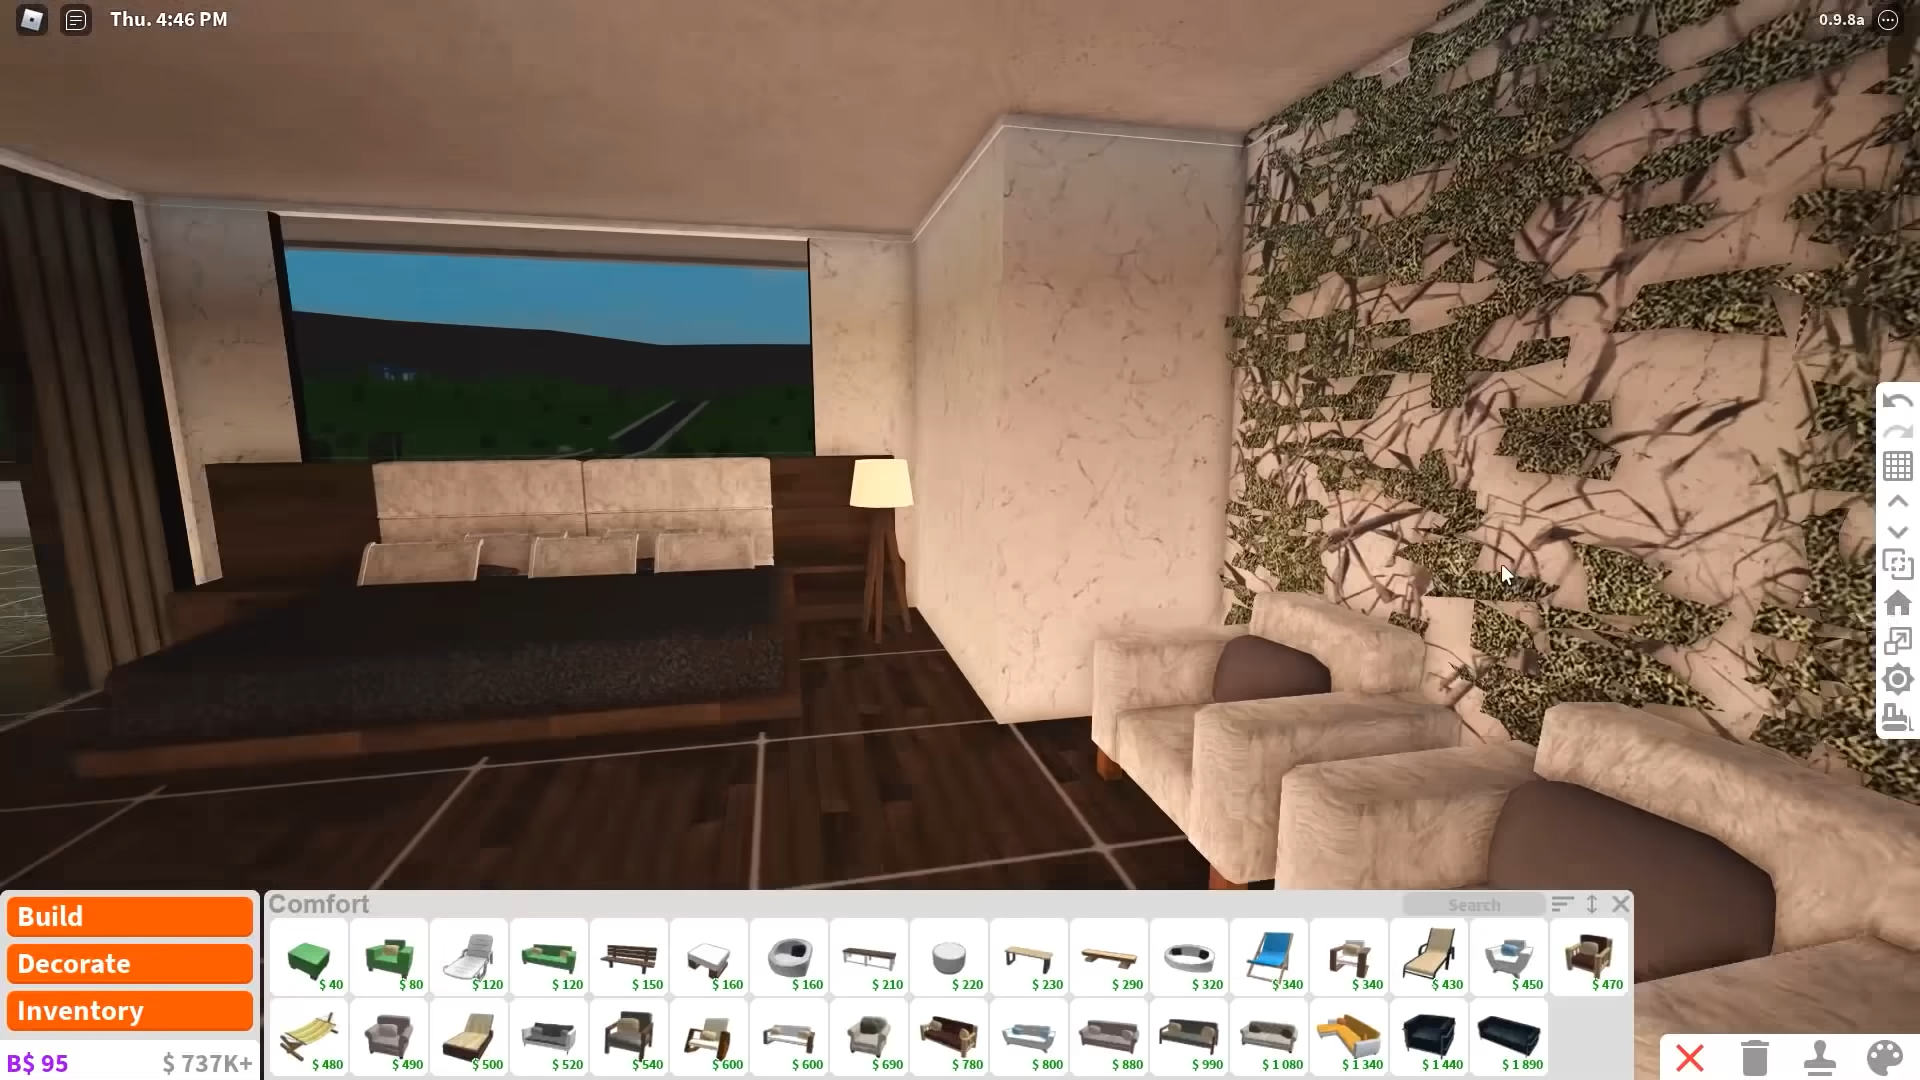 Thu. 4:46 PM
0.9.8a
Build
Decorate
Inventory
B$ 95
$ 737K+
Comfort
Search
$ 40
$ 80
$ 120
$ 120
$ 150
$ 160
$ 160
$ 210
$ 220
$ 230
$ 290
$ 320
$ 340
$ 340
$ 430
$ 450
$ 470
$ 480
$ 490
$ 500
$ 520
$ 540
$ 600
$ 600
$ 690
$ 780
$ 800
$ 880
$ 990
$ 1 080
$ 1 340
$ 1 440
$ 1 890